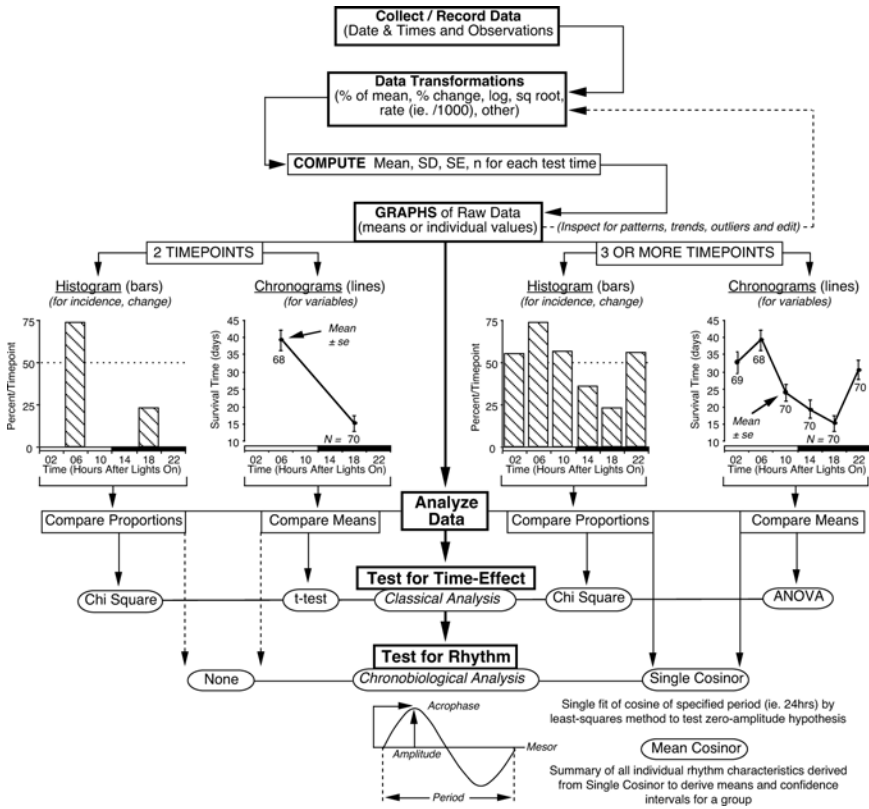 Collect / Record Data
(Date & Times and Observations
Data Transformations
(% of mean, % change, log, sq root,
rate (ie. /1000), other)
COMPUTE Mean, SD, SE, n for each test time
GRAPHS of Raw Data
(means or individual values)
(Inspect for patterns, trends, outliers and edit)
2 TIMEPOINTS
3 OR MORE TIMEPOINTS
Histogram (bars)
(for incidence, change)
Chronograms (lines)
(for variables)
Histogram (bars)
(for incidence, change)
Chronograms (lines)
(for variables)
Percent/Timepoint
75
50
25
0
02 06 10 14 18 22
Time (Hours After Lights On)
Survival Time (days)
45
40
35
30
25
20
15
10
Mean
± se
68
N = 70
02 06 10 14 18 22
Time (Hours After Lights On)
Percent/Timepoint
75
50
25
0
02 06 10 14 18 22
Time (Hours After Lights On)
Survival Time (days)
45
40
35
30
25
20
15
10
69
68
70
70
N = 70
70
Mean
± se
02 06 10 14 18 22
Time (Hours After Lights On)
Analyze
Data
Compare Proportions
Compare Means
Compare Proportions
Compare Means
Test for Time-Effect
Chi Square
t-test
Classical Analysis
Chi Square
ANOVA
Test for Rhythm
None
Chronobiological Analysis
Single Cosinor
Single fit of cosine of specified period (ie. 24hrs) by
least-squares method to test zero-amplitude hypothesis
Acrophase
Amplitude
Mesor
Period
Mean Cosinor
Summary of all individual rhythm characteristics derived
from Single Cosinor to derive means and confidence
intervals for a group